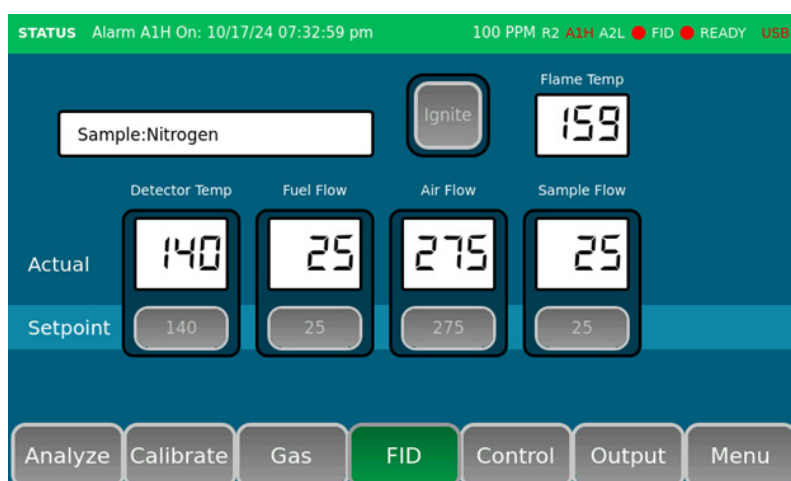 STATUS Alarm A1H On: 10/17/24 07:32:59 pm 100 PPM R2 A1H A2L FID READY USB
Flame Temp
Ignite
159
Sample:Nitrogen
Detector Temp Fuel Flow Air Flow Sample Flow
Actual 140 25 275 25
Setpoint 140 25 275 25
Analyze Calibrate Gas FID Control Output Menu